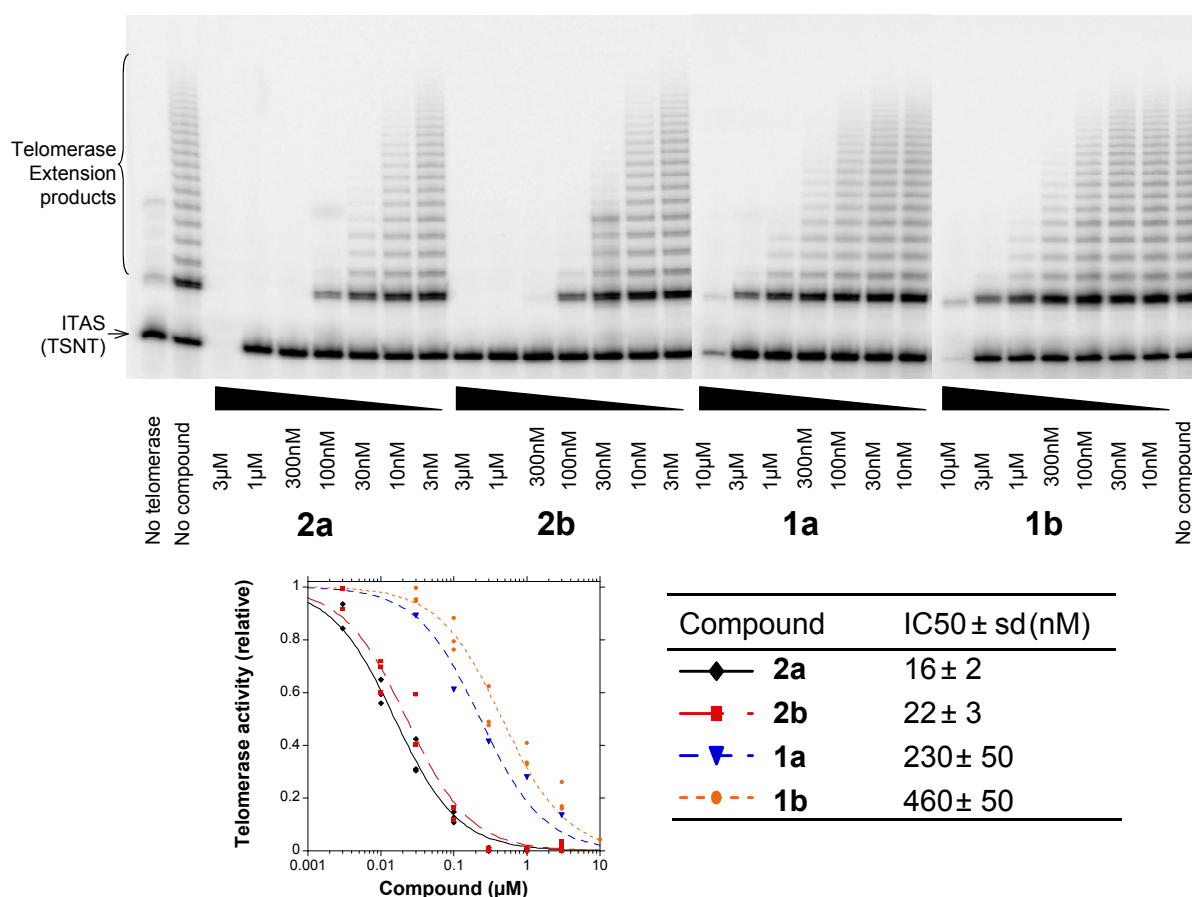 Telomerase
Extension
products
ITAS
(TSNT)
No telomerase
No compound
3µM
1µM
300nM
100nM
30nM
10nM
3nM
3µM
1µM
300nM
100nM
30nM
10nM
3nM
10µM
3µM
1µM
300nM
100nM
30nM
10nM
10µM
3µM
1µM
300nM
100nM
30nM
10nM
No compound
2a
2b
1a
1b
Telomerase activity (relative)
1
0.8
0.6
0.4
0.2
0
0.001
0.01
0.1
1
10
Compound (µM)
Compound IC50 ± sd (nM)
2a 16 ± 2
2b 22 ± 3
1a 230 ± 50
1b 460 ± 50